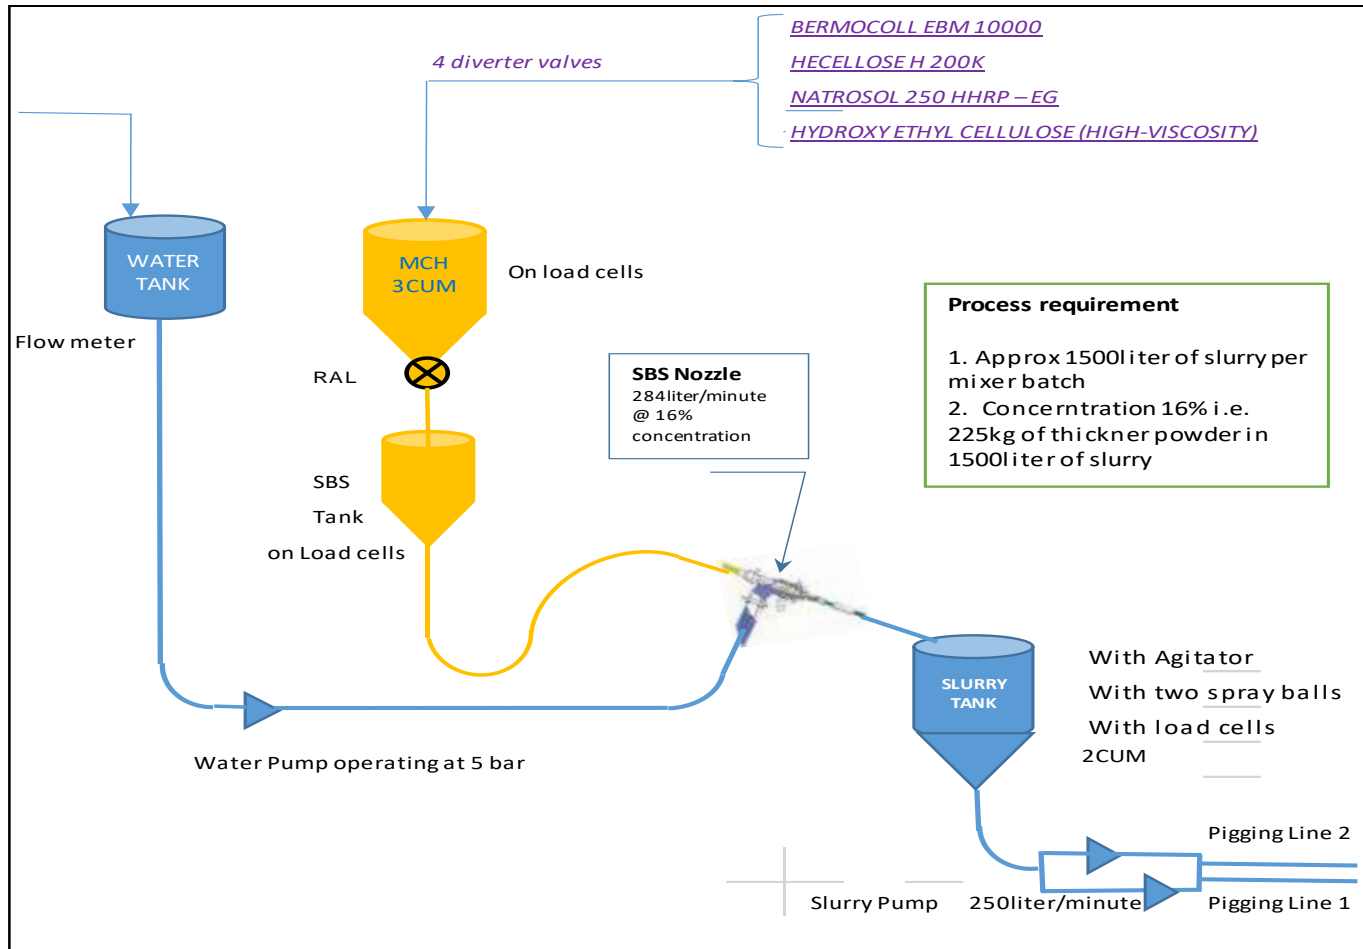 BERMOCOLL EBM 10000
4 diverter valves
HECELLOSE H 200K
NATROSOL 250 HHRP – EG
HYDROXY ETHYL CELLULOSE (HIGH-VISCOSITY)
WATER
TANK
MCH
3CUM
On load cells
Flow meter
RAL
SBS Nozzle
284liter/minute
@ 16%
concentration
Process requirement
1. Approx 1500liter of slurry per
mixer batch
2. Concerntration 16% i.e.
225kg of thickner powder in
1500liter of slurry
SBS
Tank
on Load cells
SLURRY
TANK
With Agitator
With two spray balls
With load cells
2CUM
Water Pump operating at 5 bar
Pigging Line 2
Slurry Pump 250liter/minute
Pigging Line 1